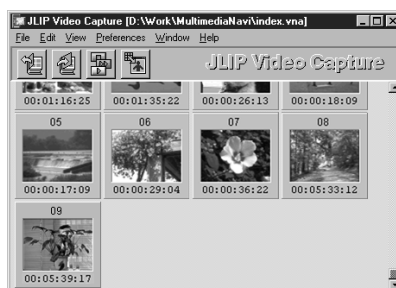 JLIP Video Capture [D:\Work\MultimediaNavi\index.vna]
File Edit View Preferences Window Help
JLIP Video Capture
00:01:16:25 00:01:35:22 00:00:26:13 00:00:18:09
05 06 07 08
00:00:17:09 00:00:29:04 00:00:36:22 00:05:33:12
09
00:05:39:17